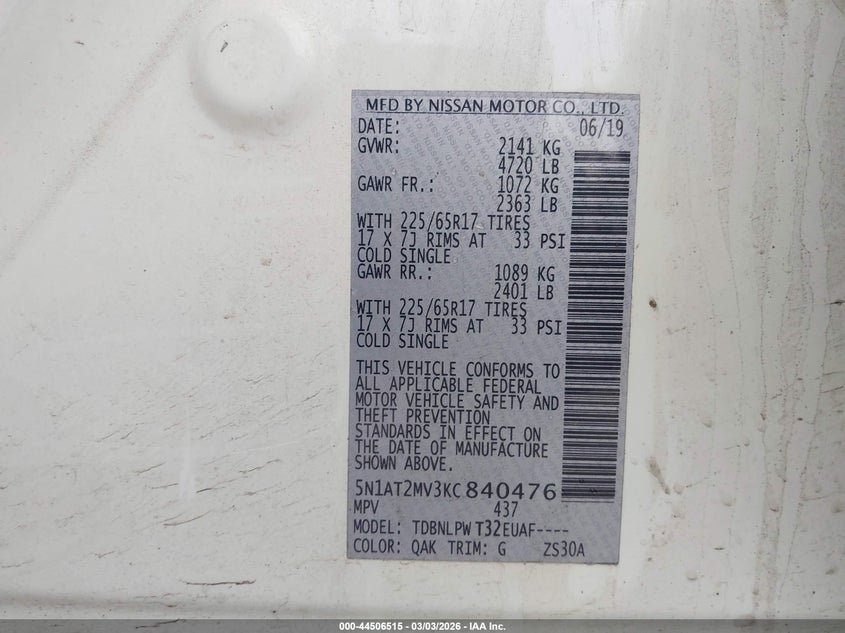 MFD BY NISSAN MOTOR CO., LTD.
DATE: 06/19
GVWR: 2141 KG
4720 LB
GAWR FR.: 1072 KG
2363 LB
WITH 225/65R17 TIRES
17 X 7J RIMS AT 33 PSI
COLD SINGLE
GAWR RR.: 1089 KG
2401 LB
WITH 225/65R17 TIRES
17 X 7J RIMS AT 33 PSI
COLD SINGLE
THIS VEHICLE CONFORMS TO
ALL APPLICABLE FEDERAL
MOTOR VEHICLE SAFETY AND
THEFT PREVENTION
STANDARDS IN EFFECT ON
THE DATE OF MANUFACTURE
SHOWN ABOVE.
5N1AT2MV3KC840476
MPV 437
MODEL: TDBNLPW T32EUAF----
COLOR: QAK TRIM: G ZS30A
000-44506515 - 03/03/2026 - IAA Inc.